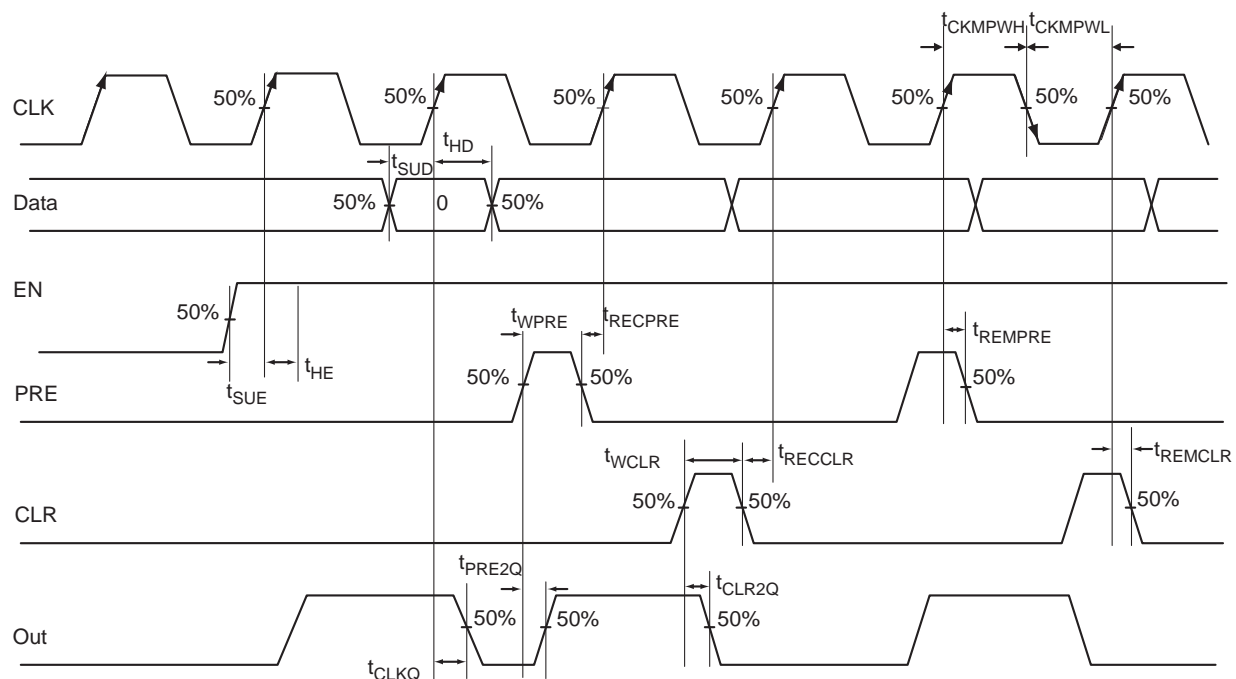 tCKMPWH tCKMPWL
CLK 50% 50% 50% 50% 50% 50% 50%
tHD
tSUD
Data 50% 0 50%
EN
50%
tWPRE tRECPRE tREMPRE
tHE
tSUE
PRE 50% 50% 50%
tWCLR tRECCLR tREMCLR
CLR 50% 50% 50%
tPRE2Q tCLR2Q
Out 50% 50% 50%
tCLKQ